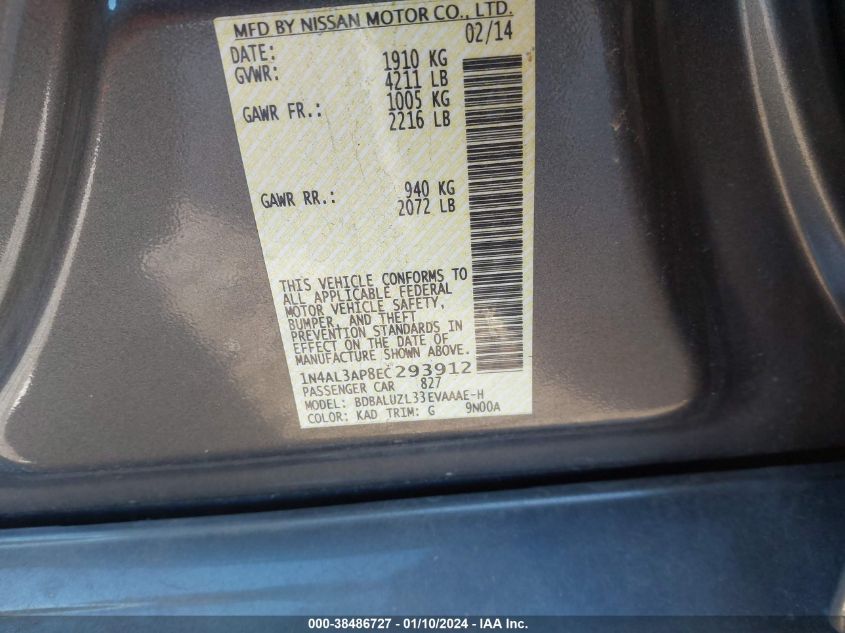 MFD BY NISSAN MOTOR CO., LTD.
DATE: 02/14
GVWR: 1910 KG
4211 LB
GAWR FR.: 1005 KG
2216 LB
GAWR RR.: 940 KG
2072 LB
THIS VEHICLE CONFORMS TO
ALL APPLICABLE FEDERAL
MOTOR VEHICLE SAFETY,
BUMPER, AND THEFT
PREVENTION STANDARDS IN
EFFECT ON THE DATE OF
MANUFACTURE SHOWN ABOVE.
1N4AL3AP8EC293912
PASSENGER CAR 827
MODEL: BDBALUZL33EVAAAE-H
COLOR: KAD TRIM: G 9N00A
000-38486727 - 01/10/2024 - IAA Inc.